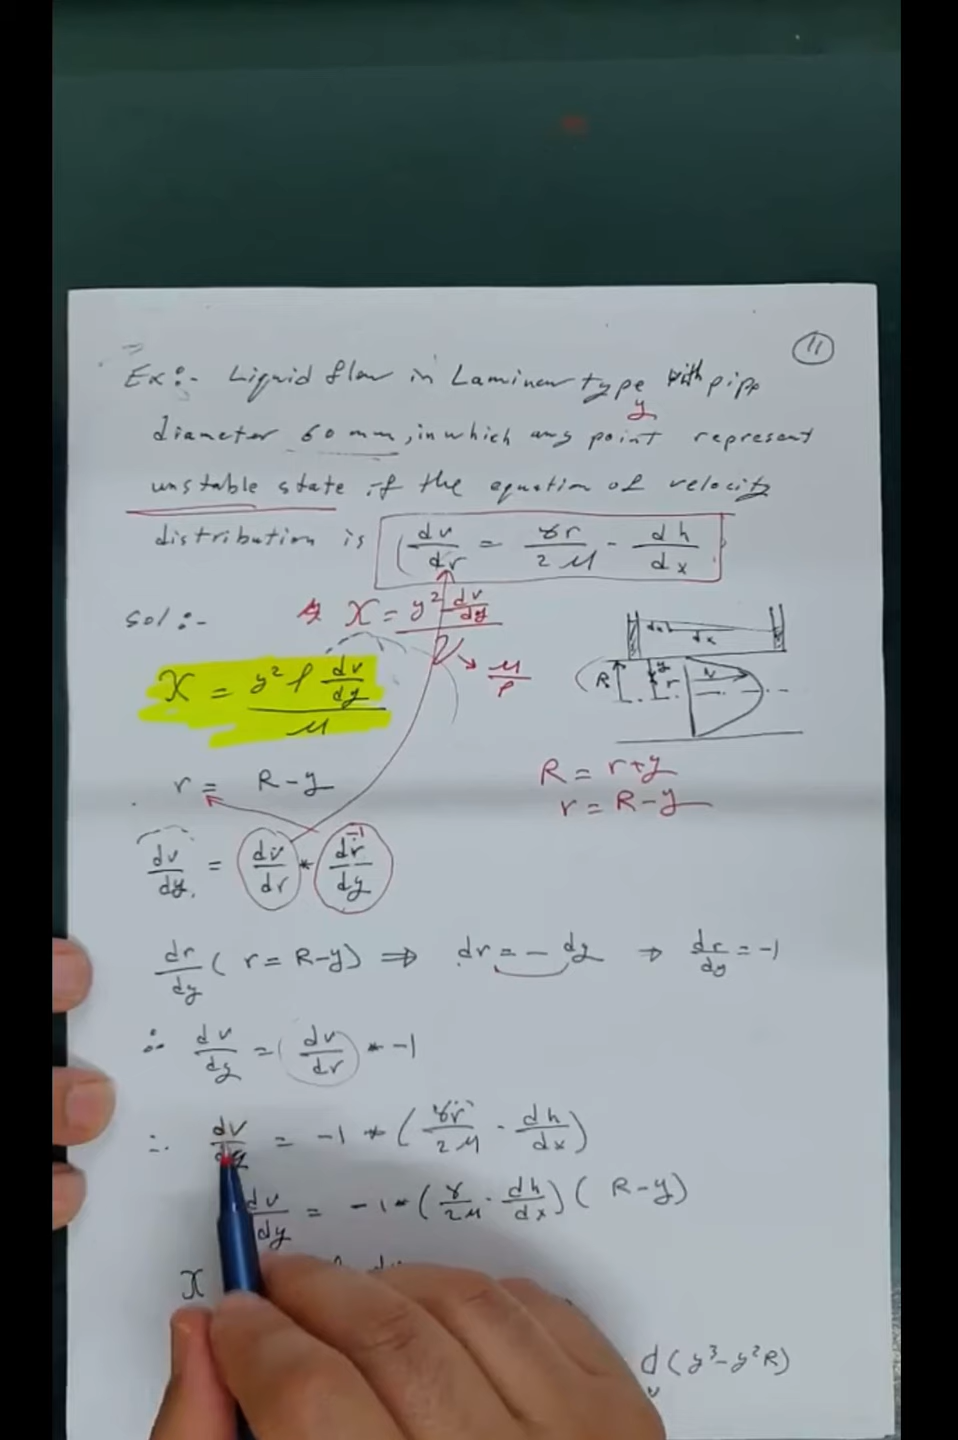 11
Ex:- Liquid flow in Laminar type with pipe
y
diameter 60 mm, in which any point represent
unstable state if the equation of velocity
distribution is (dv/dr = γr/2μ · dh/dx)
Sol:-
X = y² dv/dy / ν → μ/ρ
X = y² ρ dv/dy / μ
dx
R y r v
r = R-y
R = r+y
r = R-y
dv/dy = dv/dr * dr/dy -1
dr/dy (r = R-y) ⇒ dr = -dy → dr/dy = -1
∴ dv/dy = (dv/dr) * -1
∴ dv/dy = -1 * (γr/2μ · dh/dx)
dv/dy = -1 * (γ/2μ · dh/dx) (R-y)
X
(y³-y²R)